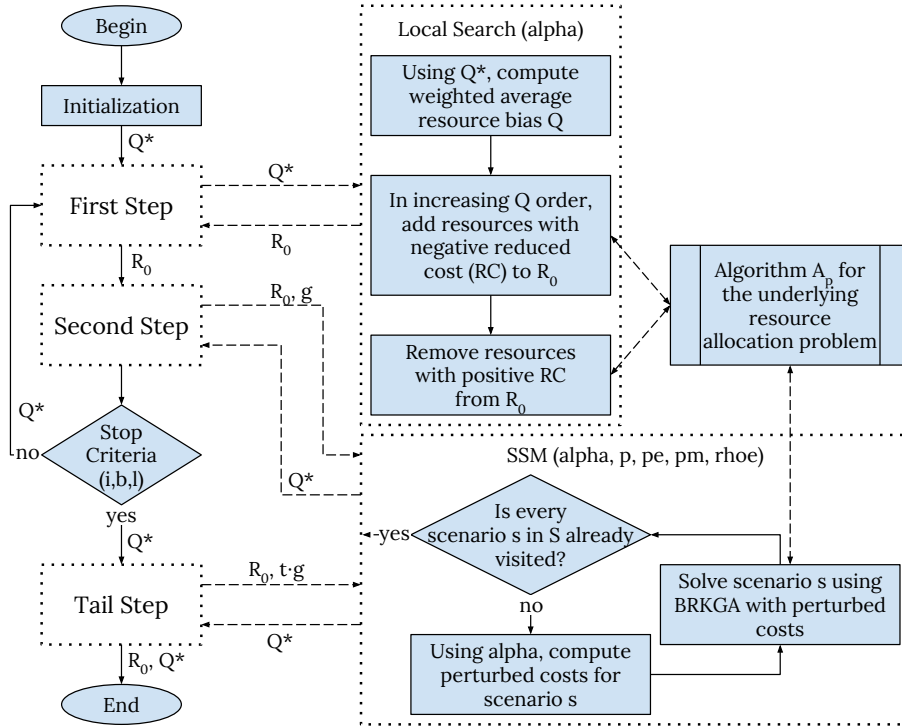 Begin
Initialization
Q*
First Step
R₀
Second Step
Stop
Criteria
(i,b,l)
no
Q*
yes
Q*
Tail Step
R₀, Q*
End
Q*
R₀
R₀, g
Q*
R₀, t·g
Q*
Local Search (alpha)
Using Q*, compute
weighted average
resource bias Q
In increasing Q order,
add resources with
negative reduced
cost (RC) to R₀
Remove resources
with positive RC
from R₀
Algorithm Aₚ for
the underlying
resource
allocation problem
SSM (alpha, p, pe, pm, rhoe)
Is every
scenario s in S already
visited?
yes
no
Using alpha, compute
perturbed costs for
scenario s
Solve scenario s using
BRKGA with perturbed
costs